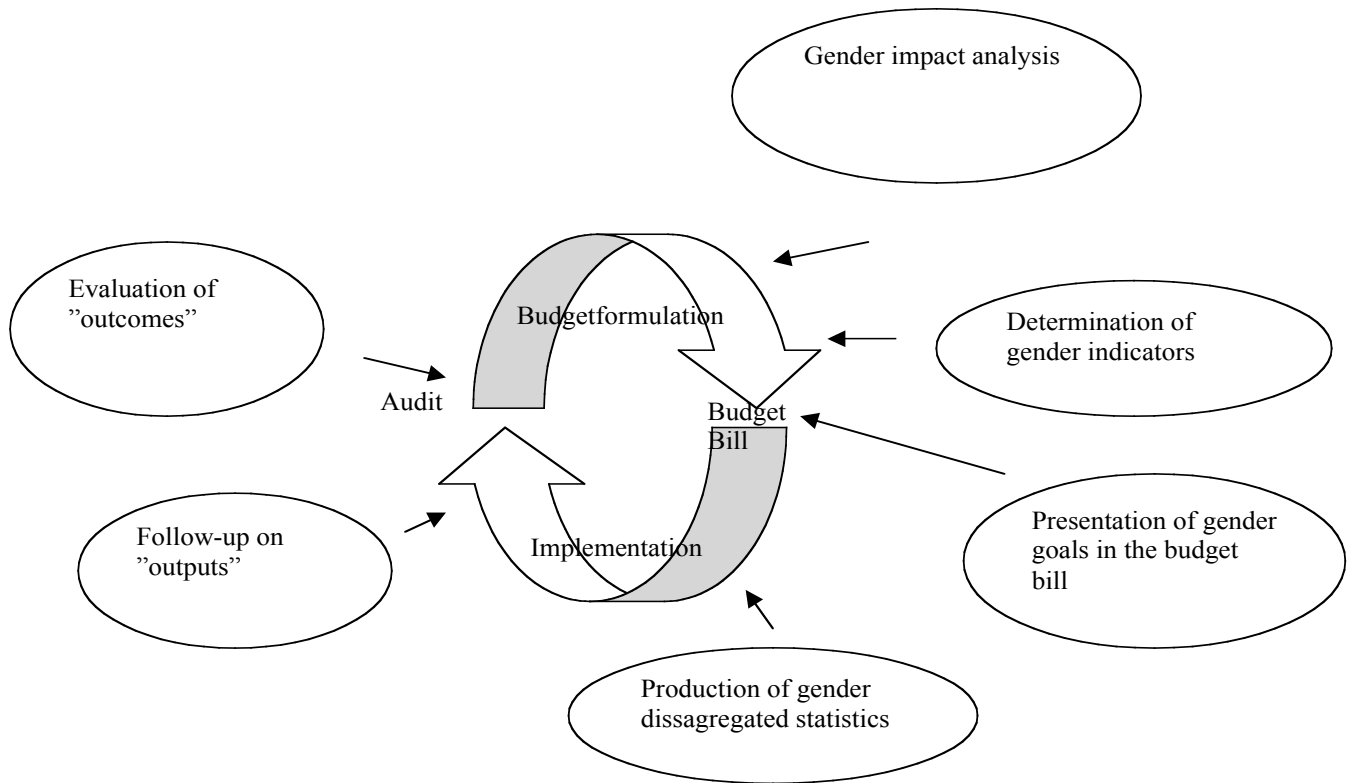 Gender impact analysis
Evaluation of
”outcomes”
Budgetformulation
Determination of
gender indicators
Audit
Budget
Bill
Follow-up on
”outputs”
Implementation
Presentation of gender
goals in the budget
bill
Production of gender
dissagregated statistics